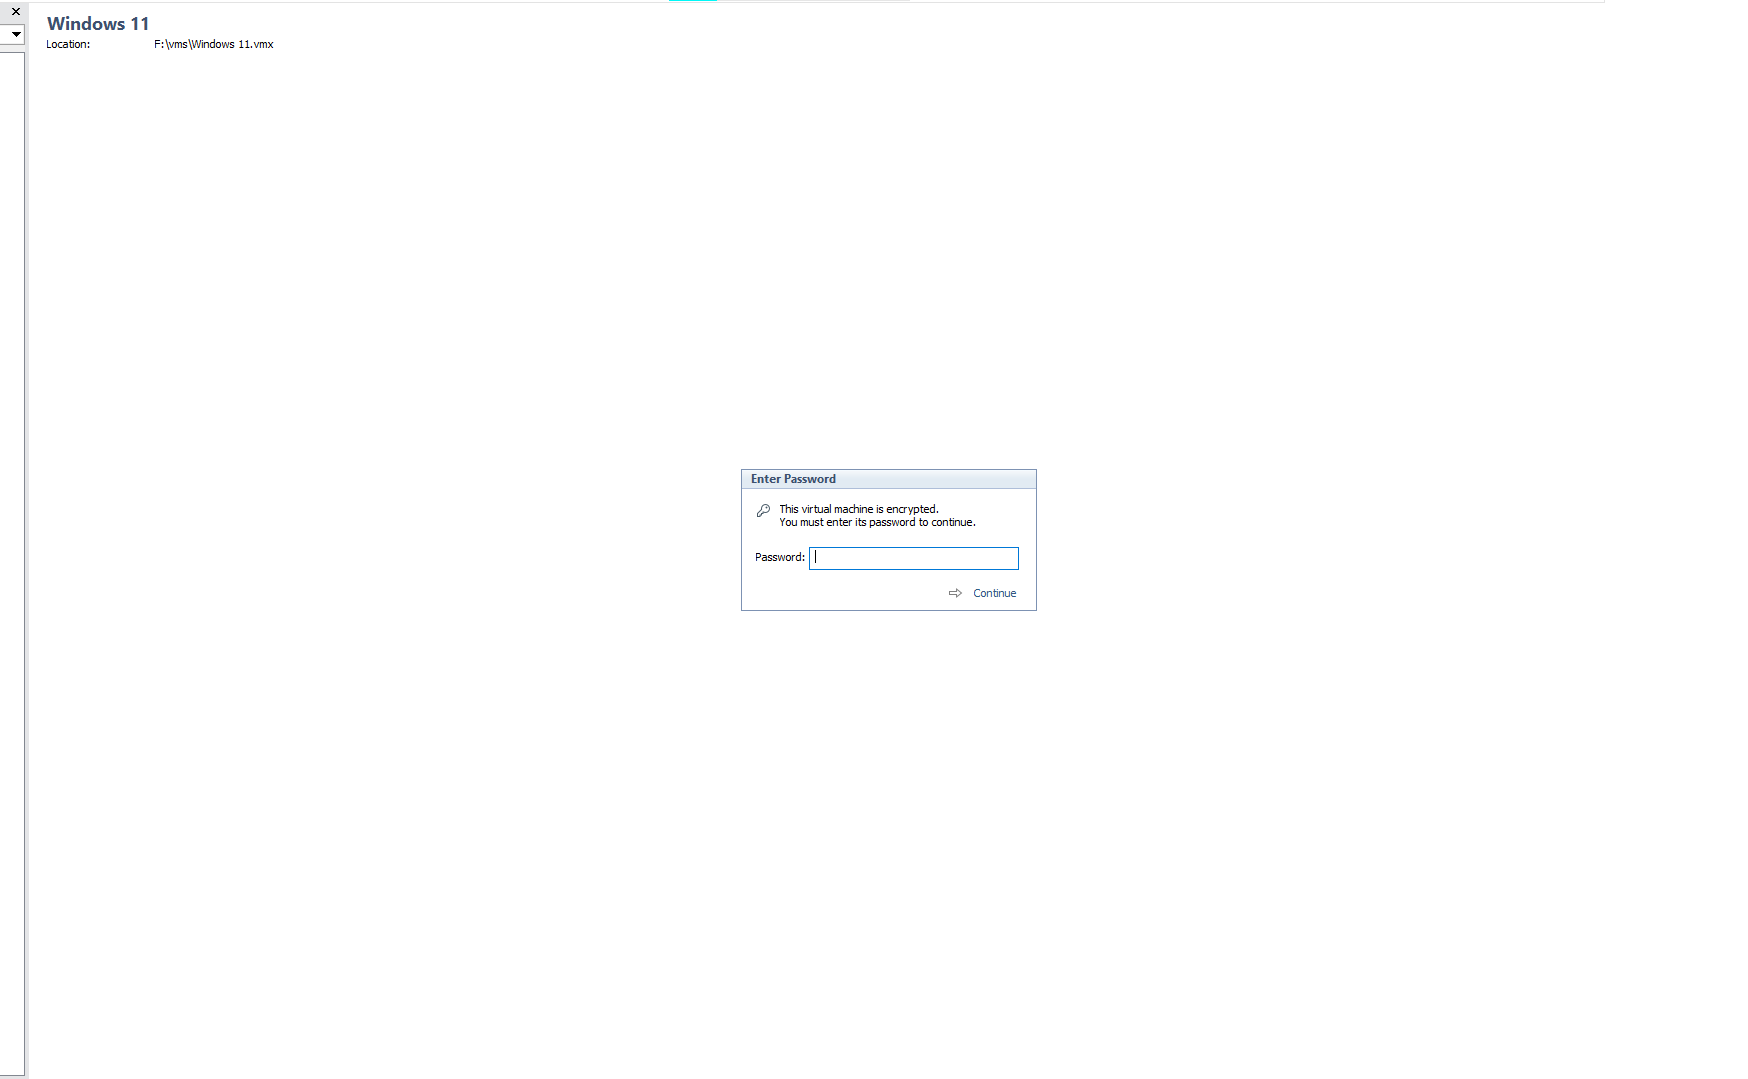 Windows 11
Location: F:\vms\Windows 11.vmx
Enter Password
This virtual machine is encrypted.
You must enter its password to continue.
Password:
Continue